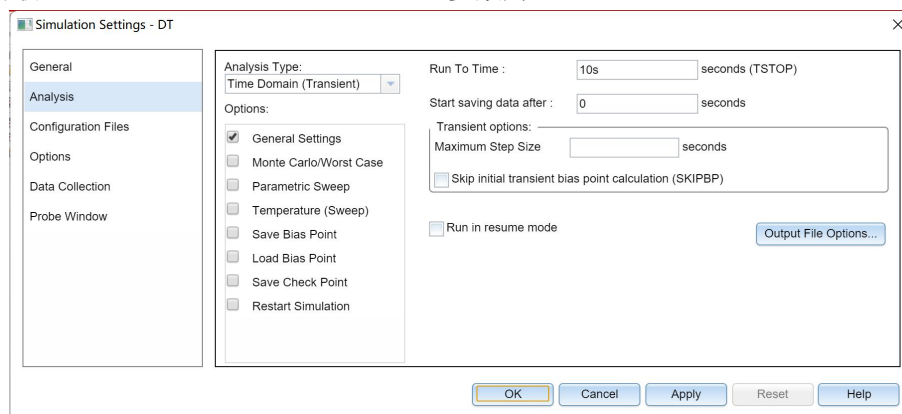 Simulation Settings - DT
General
Analysis
Configuration Files
Options
Data Collection
Probe Window
Analysis Type:
Time Domain (Transient)
Options:
General Settings
Monte Carlo/Worst Case
Parametric Sweep
Temperature (Sweep)
Save Bias Point
Load Bias Point
Save Check Point
Restart Simulation
Run To Time : 10s seconds (TSTOP)
Start saving data after : 0 seconds
Transient options:
Maximum Step Size seconds
Skip initial transient bias point calculation (SKIPBP)
Run in resume mode
Output File Options...
OK Cancel Apply Reset Help